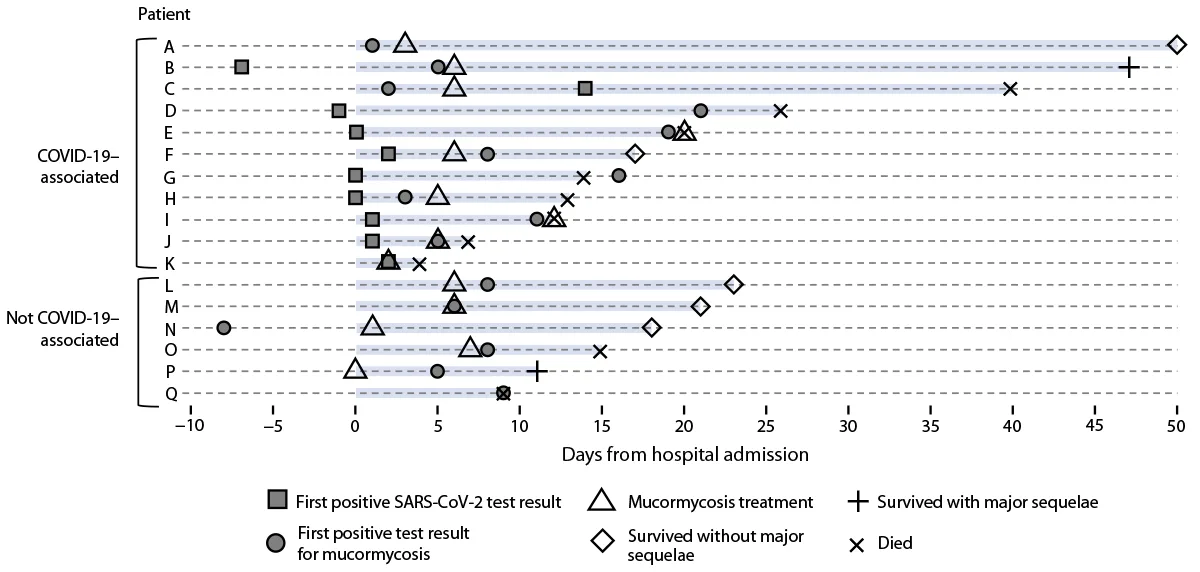 Patient
COVID-19–
associated
A
B
C
D
E
F
G
H
I
J
K
Not COVID-19–
associated
L
M
N
O
P
Q
−10 −5 0 5 10 15 20 25 30 35 40 45 50
Days from hospital admission
First positive SARS-CoV-2 test result
Mucormycosis treatment
Survived with major sequelae
First positive test result
for mucormycosis
Survived without major
sequelae
Died